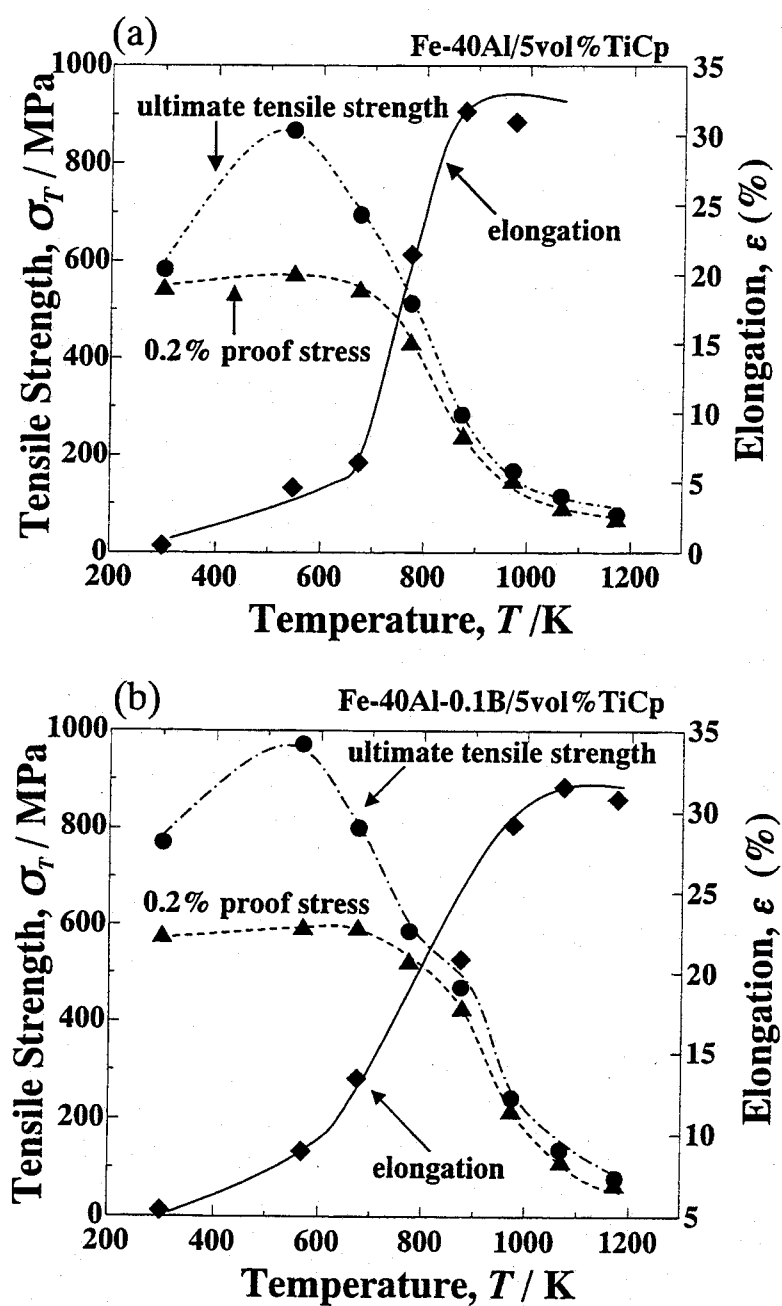 (a)
Fe-40Al/5vol%TiCp
1000
800
600
400
200
0
Tensile Strength, σT / MPa
ultimate tensile strength
elongation
0.2% proof stress
35
30
25
20
15
10
5
0
Elongation, ε (%)
200 400 600 800 1000 1200
Temperature, T /K
(b)
Fe-40Al-0.1B/5vol%TiCp
1000
800
600
400
200
0
Tensile Strength, σT / MPa
ultimate tensile strength
0.2% proof stress
elongation
35
30
25
20
15
10
5
Elongation, ε (%)
200 400 600 800 1000 1200
Temperature, T / K